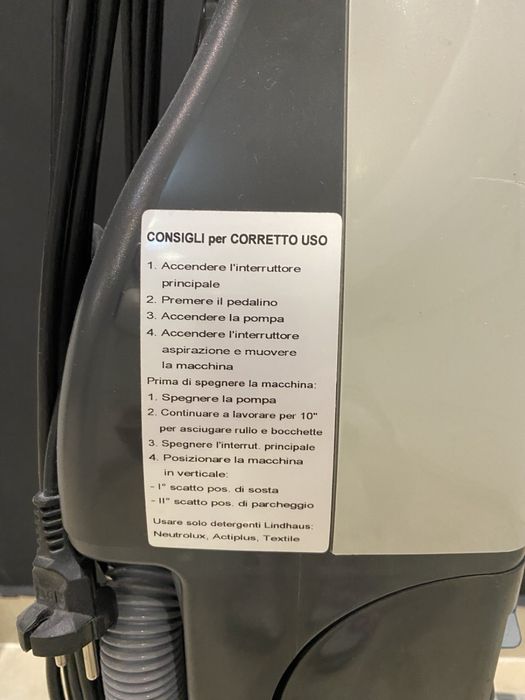 CONSIGLI per CORRETTO USO
1. Accendere l'interruttore
principale
2. Premere il pedalino
3. Accendere la pompa
4. Accendere l'interruttore
aspirazione e muovere
la macchina
Prima di spegnere la macchina:
1. Spegnere la pompa
2. Continuare a lavorare per 10"
per asciugare rullo e bocchette
3. Spegnere l'interrut. principale
4. Posizionare la macchina
in verticale:
- I° scatto pos. di sosta
- II° scatto pos. di parcheggio
Usare solo detergenti Lindhaus:
Neutrolux, Actiplus, Textile